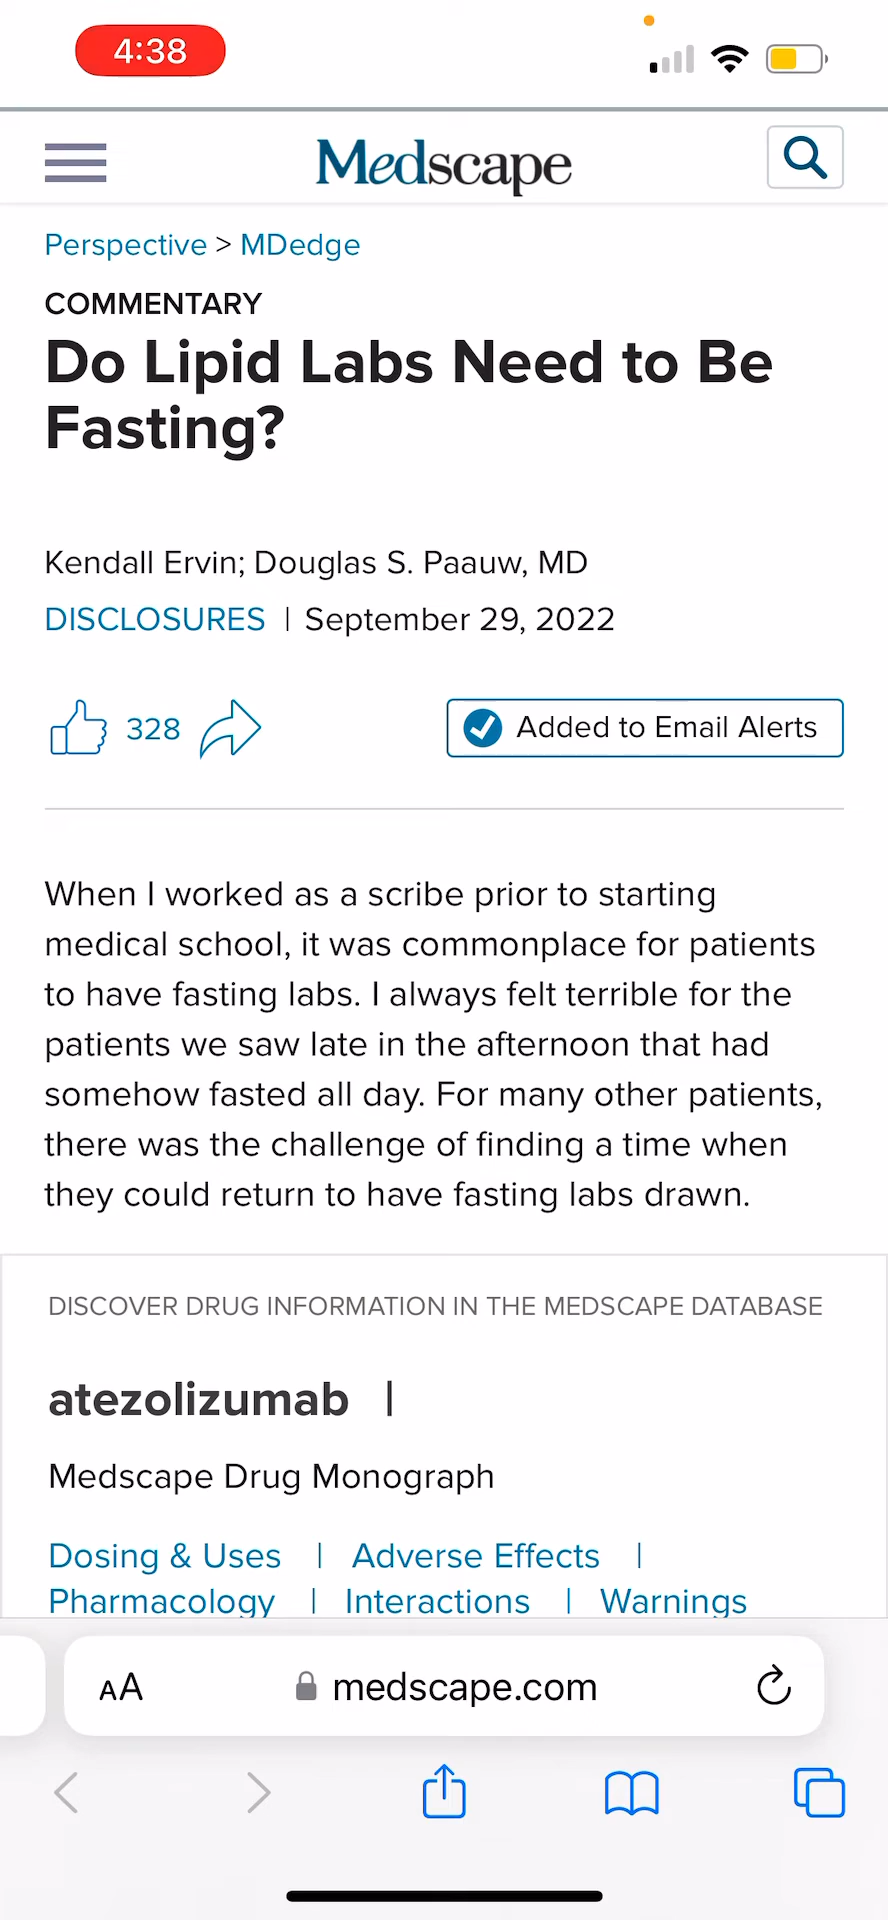 4:38
Medscape
Perspective > MDedge
COMMENTARY
Do Lipid Labs Need to Be
Fasting?
Kendall Ervin; Douglas S. Paauw, MD
DISCLOSURES | September 29, 2022
328
Added to Email Alerts
When I worked as a scribe prior to starting
medical school, it was commonplace for patients
to have fasting labs. I always felt terrible for the
patients we saw late in the afternoon that had
somehow fasted all day. For many other patients,
there was the challenge of finding a time when
they could return to have fasting labs drawn.
DISCOVER DRUG INFORMATION IN THE MEDSCAPE DATABASE
atezolizumab |
Medscape Drug Monograph
Dosing & Uses | Adverse Effects |
Pharmacology | Interactions | Warnings
AA medscape.com